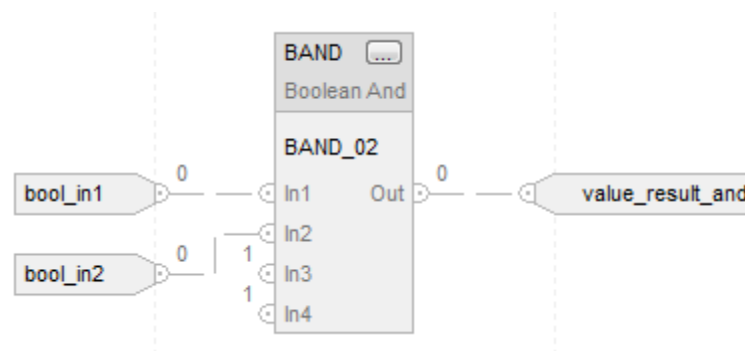 BAND ...
Boolean And
BAND_02
0 0
bool_in1 In1 Out value_result_and
In2
0 1
bool_in2 In3
1
In4